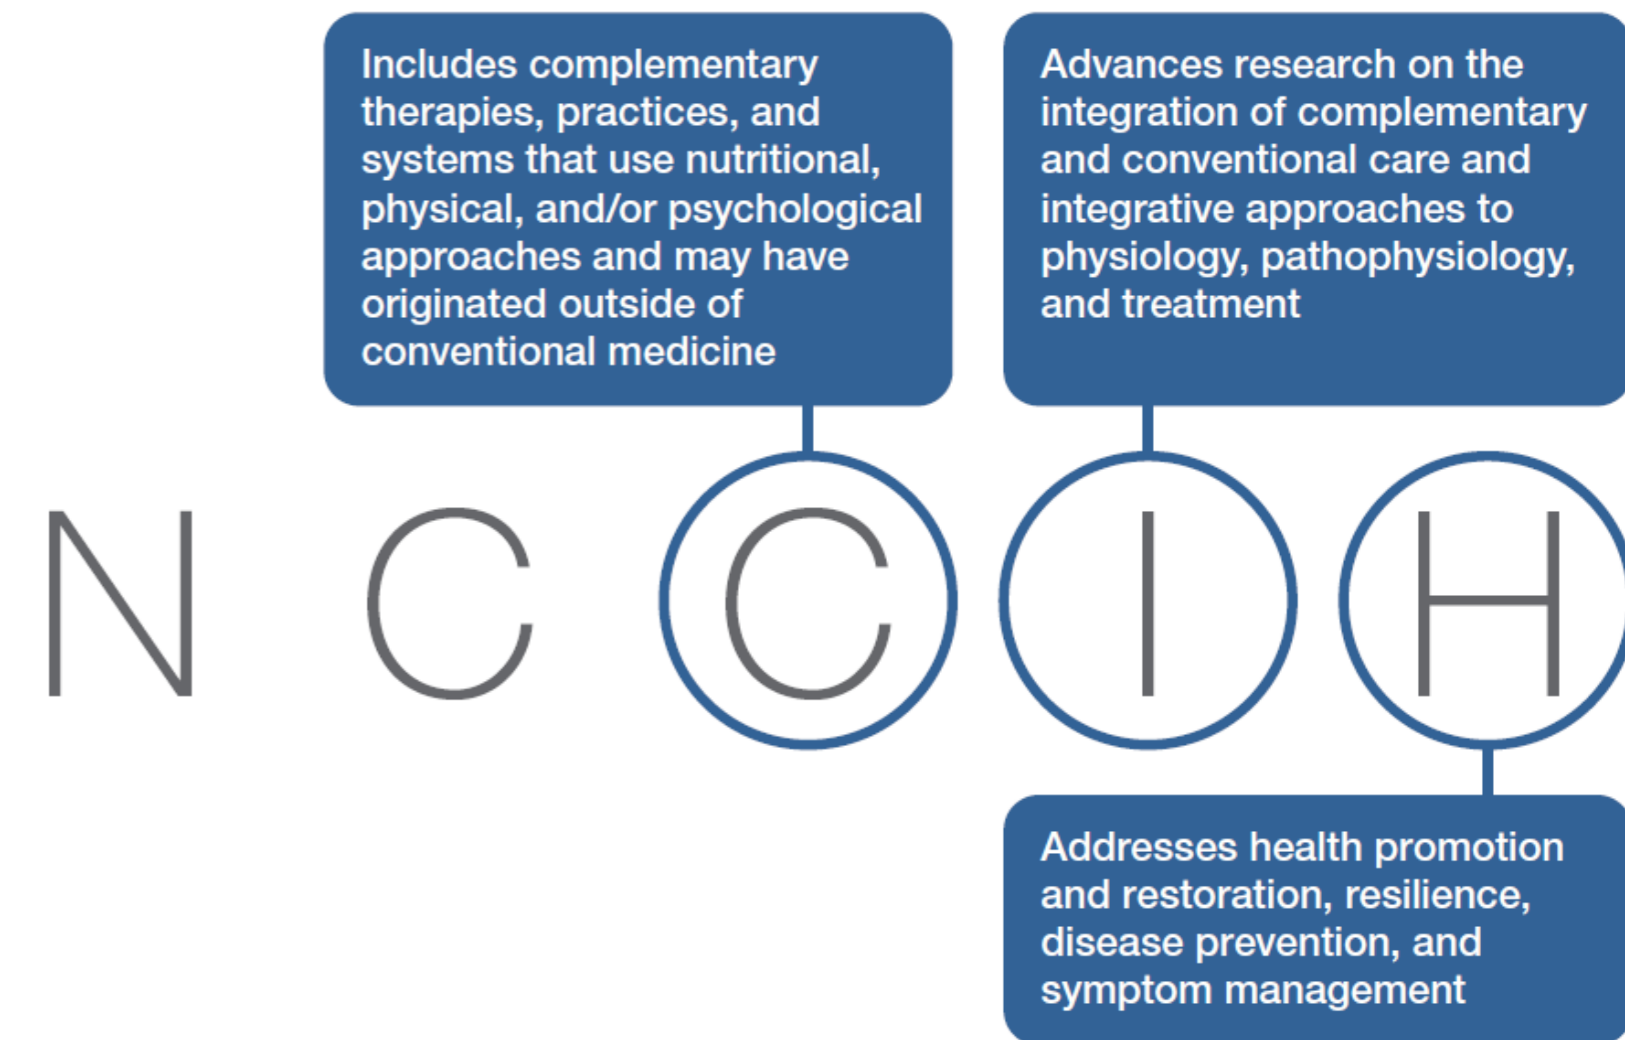 Includes complementary
therapies, practices, and
systems that use nutritional,
physical, and/or psychological
approaches and may have
originated outside of
conventional medicine
Advances research on the
integration of complementary
and conventional care and
integrative approaches to
physiology, pathophysiology,
and treatment
N C C I H
Addresses health promotion
and restoration, resilience,
disease prevention, and
symptom management